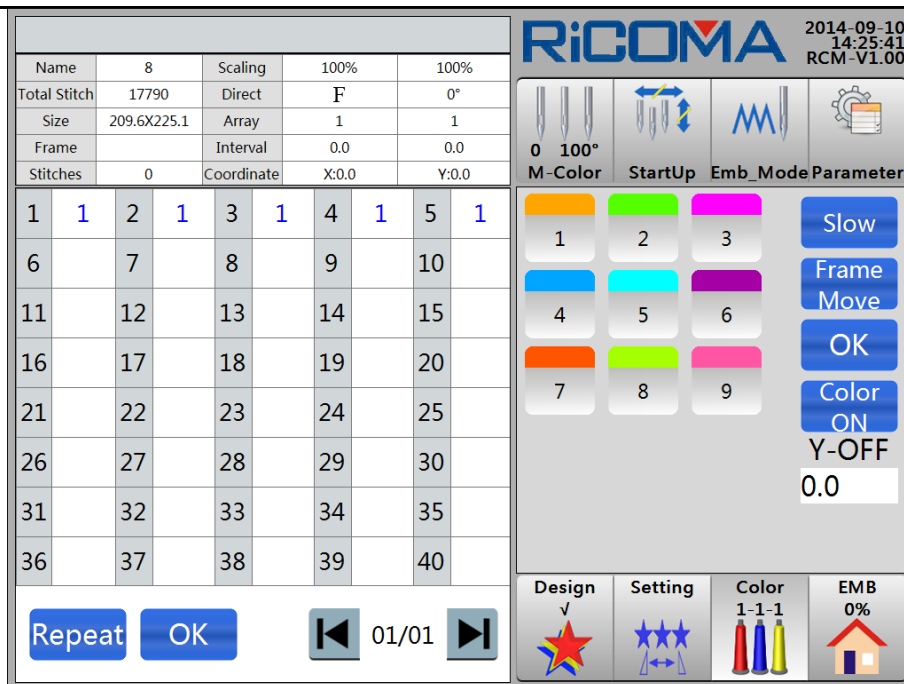 RiCOMA
2014-09-10
14:25:41
RCM-V1.00
Name 8 Scaling 100% 100%
Total Stitch 17790 Direct F 0°
Size 209.6X225.1 Array 1 1
Frame Interval 0.0 0.0
Stitches 0 Coordinate X:0.0 Y:0.0
0 100°
M-Color StartUp Emb_Mode Parameter
1 1 2 1 3 1 4 1 5 1
6 7 8 9 10
11 12 13 14 15
16 17 18 19 20
21 22 23 24 25
26 27 28 29 30
31 32 33 34 35
36 37 38 39 40
Repeat OK 01/01
1 2 3
4 5 6
7 8 9
Slow
Frame
Move
OK
Color
ON
Y-OFF
0.0
Design Setting Color EMB
√ 1-1-1 0%